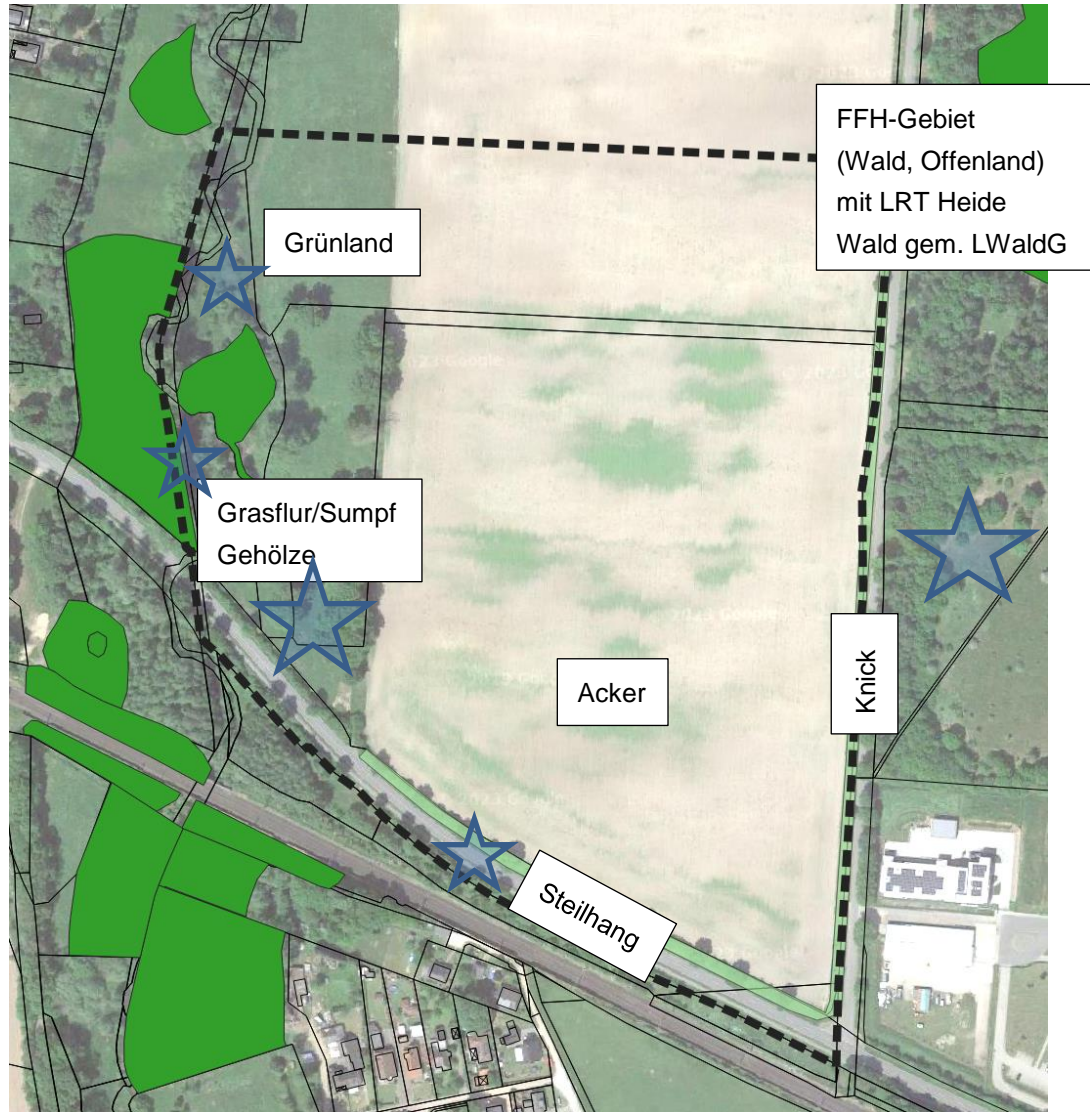 FFH-Gebiet
(Wald, Offenland)
mit LRT Heide
Wald gem. LWaldG
Grünland
Grasflur/Sumpf
Gehölze
Acker
Knick
Steilhang